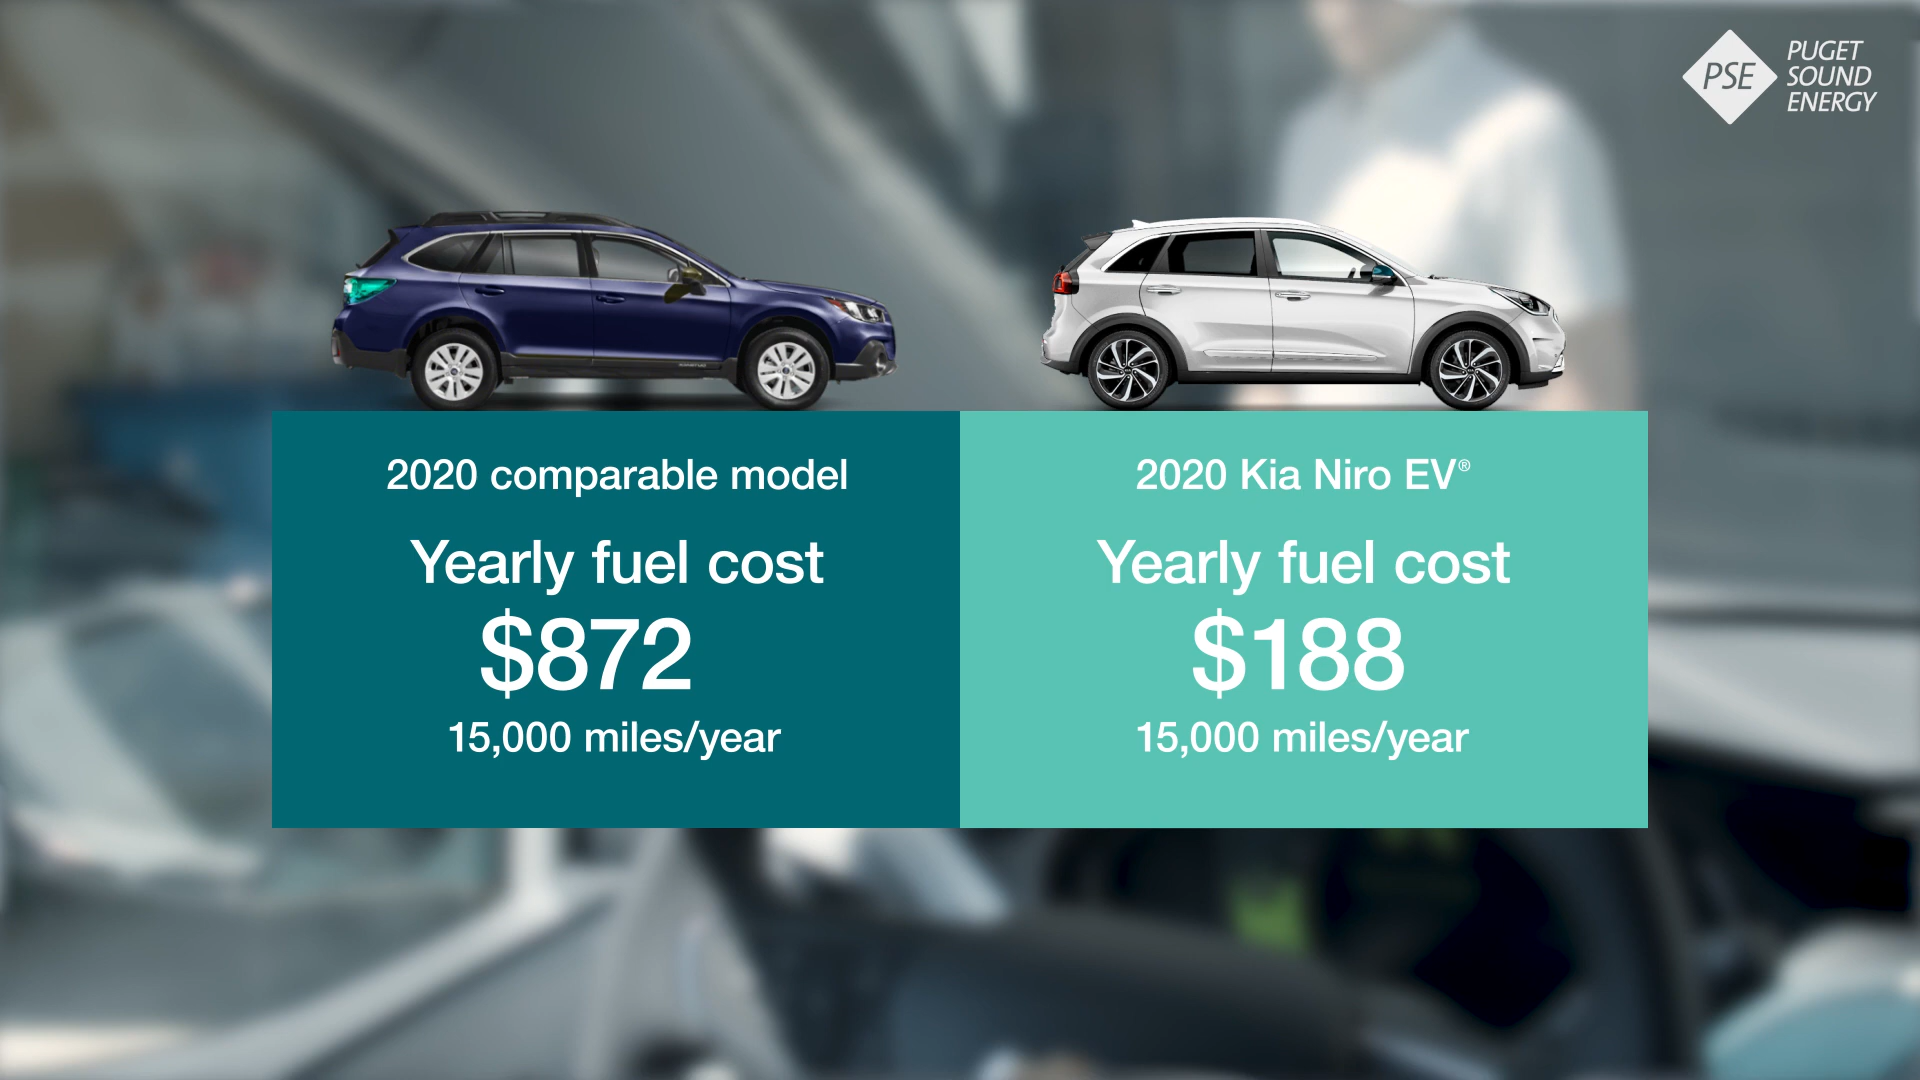 PSE
PUGET
SOUND
ENERGY
2020 comparable model
Yearly fuel cost
$872
15,000 miles/year
2020 Kia Niro EV®
Yearly fuel cost
$188
15,000 miles/year